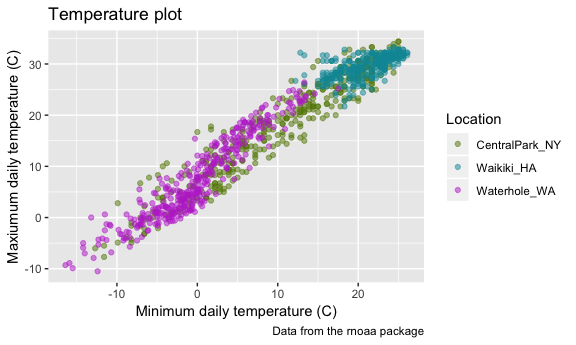 Temperature plot
Maxiumum daily temperature (C)
30
20
10
0
-10
-10 0 10 20
Minimum daily temperature (C)
Location
CentralPark_NY
Waikiki_HA
Waterhole_WA
Data from the rnoaa package